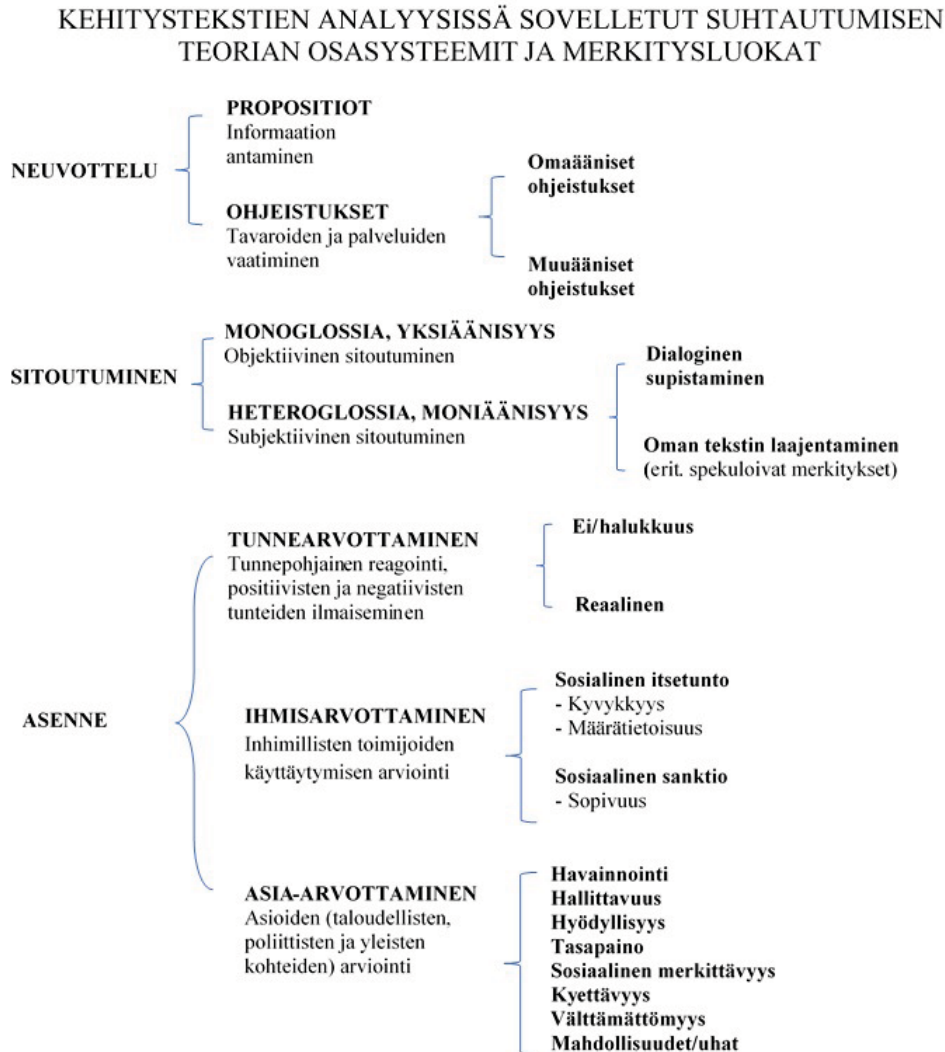 KEHITYSTEKSTIEN ANALYYSISSÄ SOVELLETUT SUHTAUTUMISEN
TEORIAN OSASYSTEEMIT JA MERKITYSLUOKAT
NEUVOTTELU
PROPOSITIOT
Informaation
antaminen
OHJEISTUKSET
Tavaroiden ja palveluiden
vaatiminen
Omaääniset
ohjeistukset
Muuääniset
ohjeistukset
SITOUTUMINEN
MONOGLOSSIA, YKSIÄÄNISYYS
Objektiivinen sitoutuminen
HETEROGLOSSIA, MONIÄÄNISYYS
Subjektiivinen sitoutuminen
Dialoginen
supistaminen
Oman tekstin laajentaminen
(erit. spekuloivat merkitykset)
ASENNE
TUNNEARVOTTAMINEN
Tunnepohjainen reagointi,
positiivisten ja negatiivisten
tunteiden ilmaiseminen
Ei/halukkuus
Reaalinen
IHMISARVOTTAMINEN
Inhimillisten toimijoiden
käyttäytymisen arviointi
Sosialinen itsetunto
- Kyvykkyys
- Määrätietoisuus
Sosiaalinen sanktio
- Sopivuus
ASIA-ARVOTTAMINEN
Asioiden (taloudellisten,
poliittisten ja yleisten
kohteiden) arviointi
Havainnointi
Hallittavuus
Hyödyllisyys
Tasapaino
Sosiaalinen merkittävyys
Kyettävyys
Välttämättömyys
Mahdollisuudet/uhat